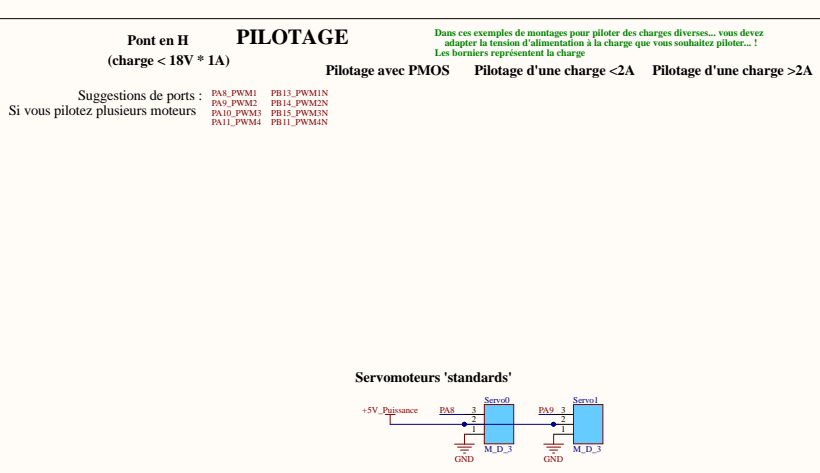 PILOTAGE
Pont en H
(charge < 18V * 1A)
Dans ces exemples de montages pour piloter des charges diverses... vous devez
adapter la tension d'alimentation à la charge que vous souhaitez piloter... !
Les borniers représentent la charge
Pilotage avec PMOS
Pilotage d'une charge <2A
Pilotage d'une charge >2A
Suggestions de ports :
Si vous pilotez plusieurs moteurs
PA8_PWM1 PB13_PWM1N
PA9_PWM2 PB14_PWM2N
PA10_PWM3 PB15_PWM3N
PA11_PWM4 PB11_PWM4N
Servomoteurs 'standards'
Servo0
Servo1
+5V_Puissance
PA8
3
2
1
PA9
3
2
1
M_D_3
M_D_3
GND
GND